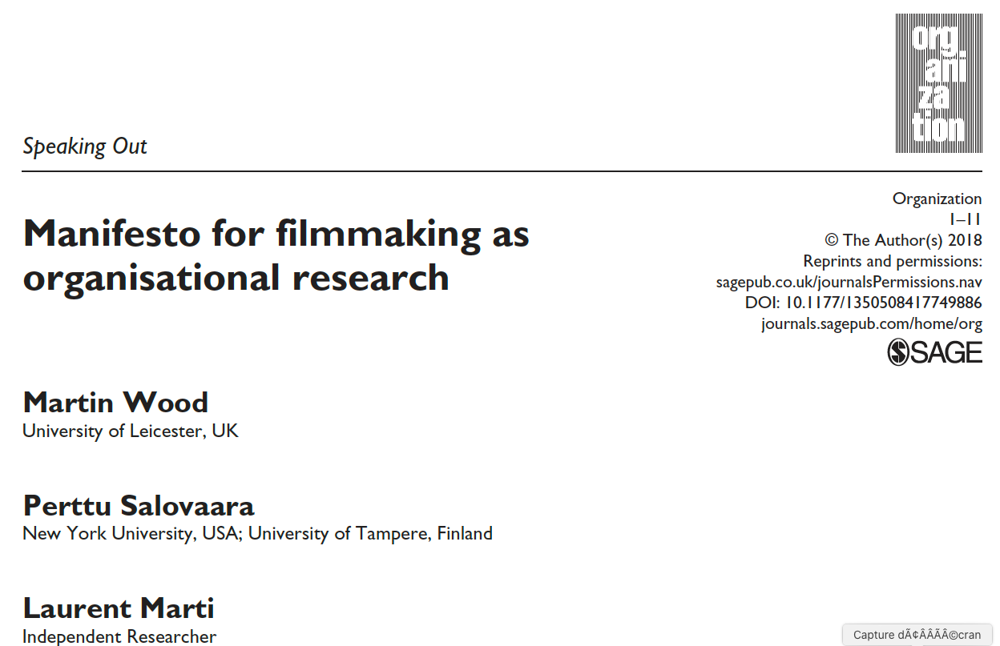 org
ani
za
tion
Speaking Out
Organization
1–11
© The Author(s) 2018
Reprints and permissions:
sagepub.co.uk/journalsPermissions.nav
DOI: 10.1177/1350508417749886
journals.sagepub.com/home/org
SAGE
Manifesto for filmmaking as
organisational research
Martin Wood
University of Leicester, UK
Perttu Salovaara
New York University, USA; University of Tampere, Finland
Laurent Marti
Independent Researcher
Capture dÃ¢ÂÂÃÂ©cran